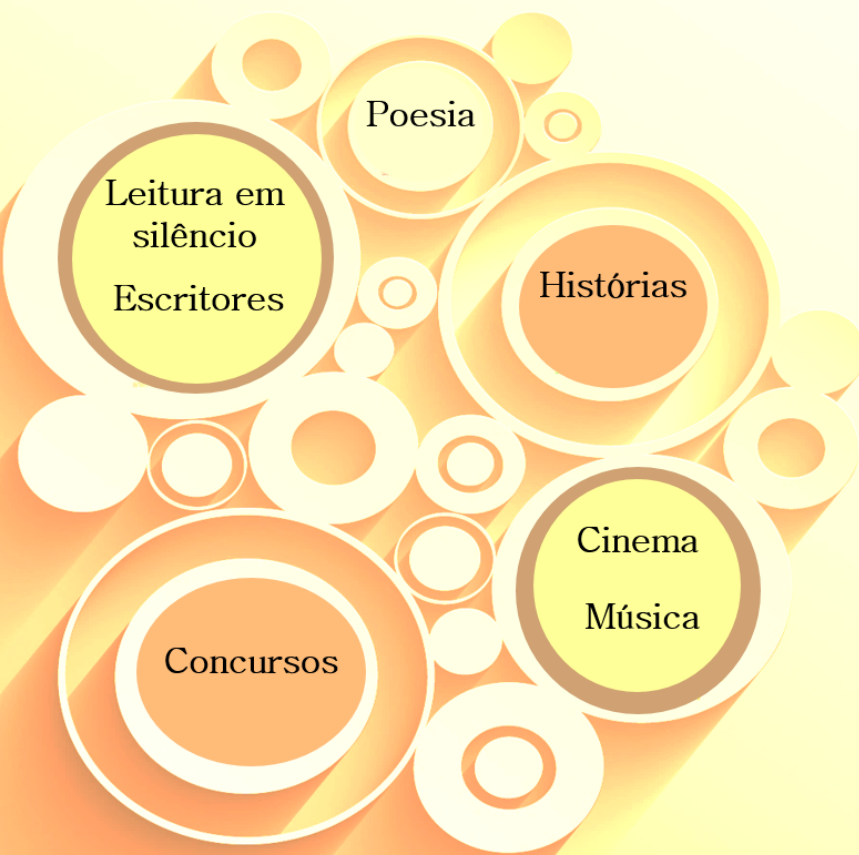 Poesia
Leitura em
silêncio
Escritores
Histórias
Cinema
Música
Concursos